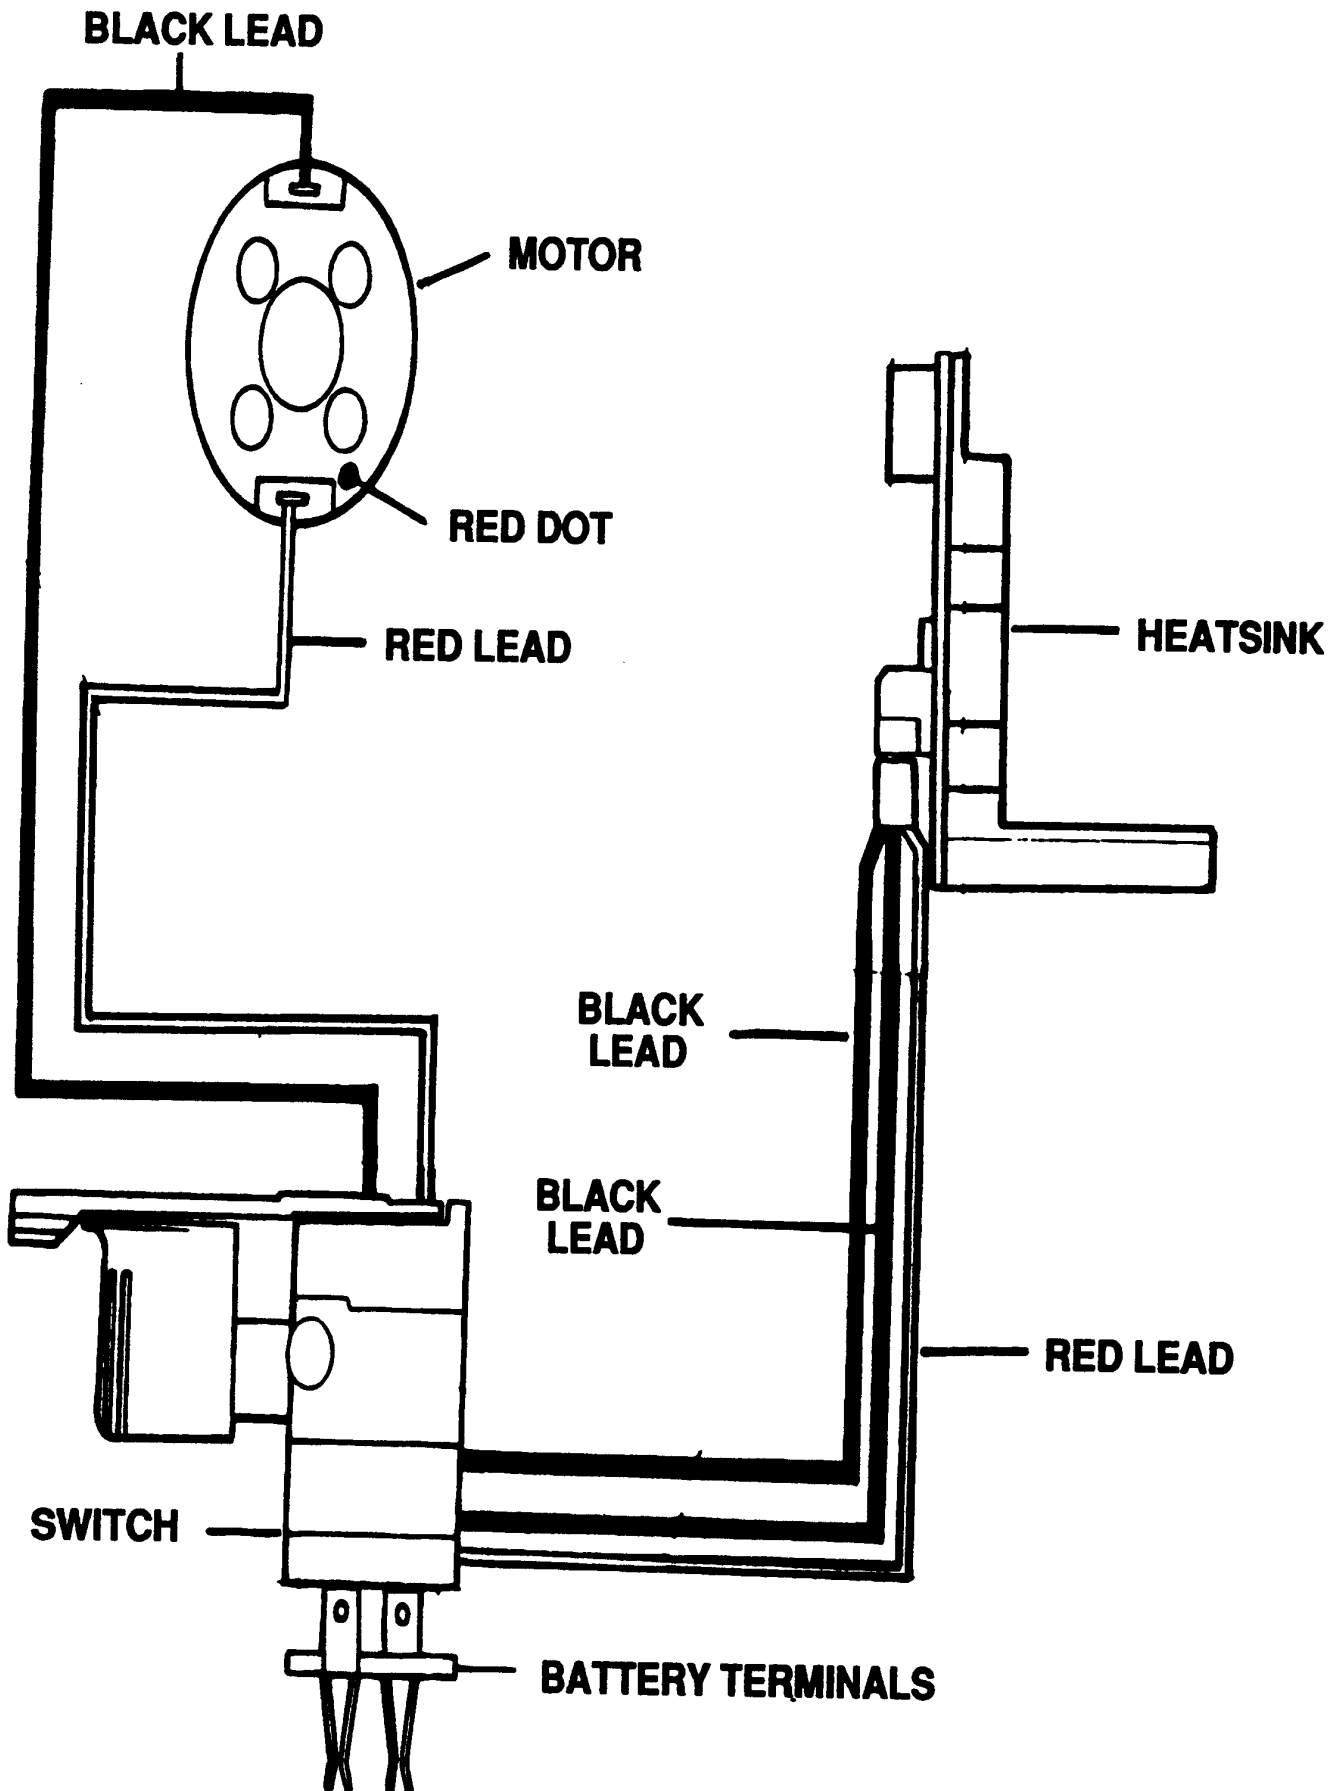 BLACK LEAD
MOTOR
RED DOT
HEATSINK
RED LEAD
BLACK
LEAD
BLACK
LEAD
RED LEAD
SWITCH
BATTERY TERMINALS